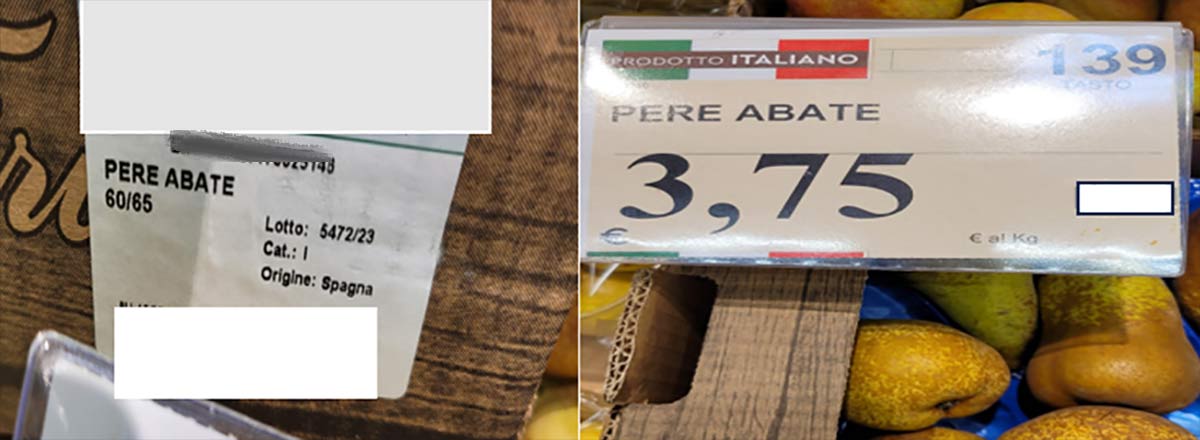 PERE ABATE
60/65
Lotto: 5472/23
Cat.: I
Origine: Spagna
PRODOTTO ITALIANO
139
TASTO
PERE ABATE
3,75
€
€ al Kg